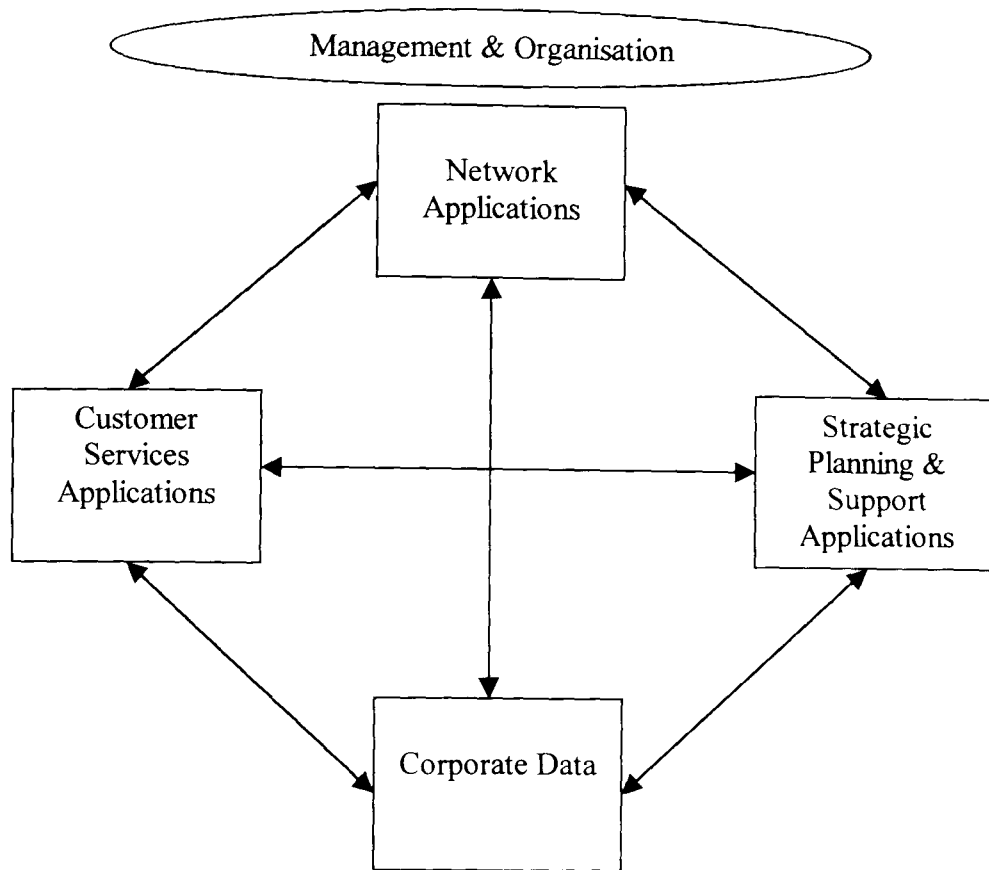 Management & Organisation
Network
Applications
Customer
Services
Applications
Strategic
Planning &
Support
Applications
Corporate Data